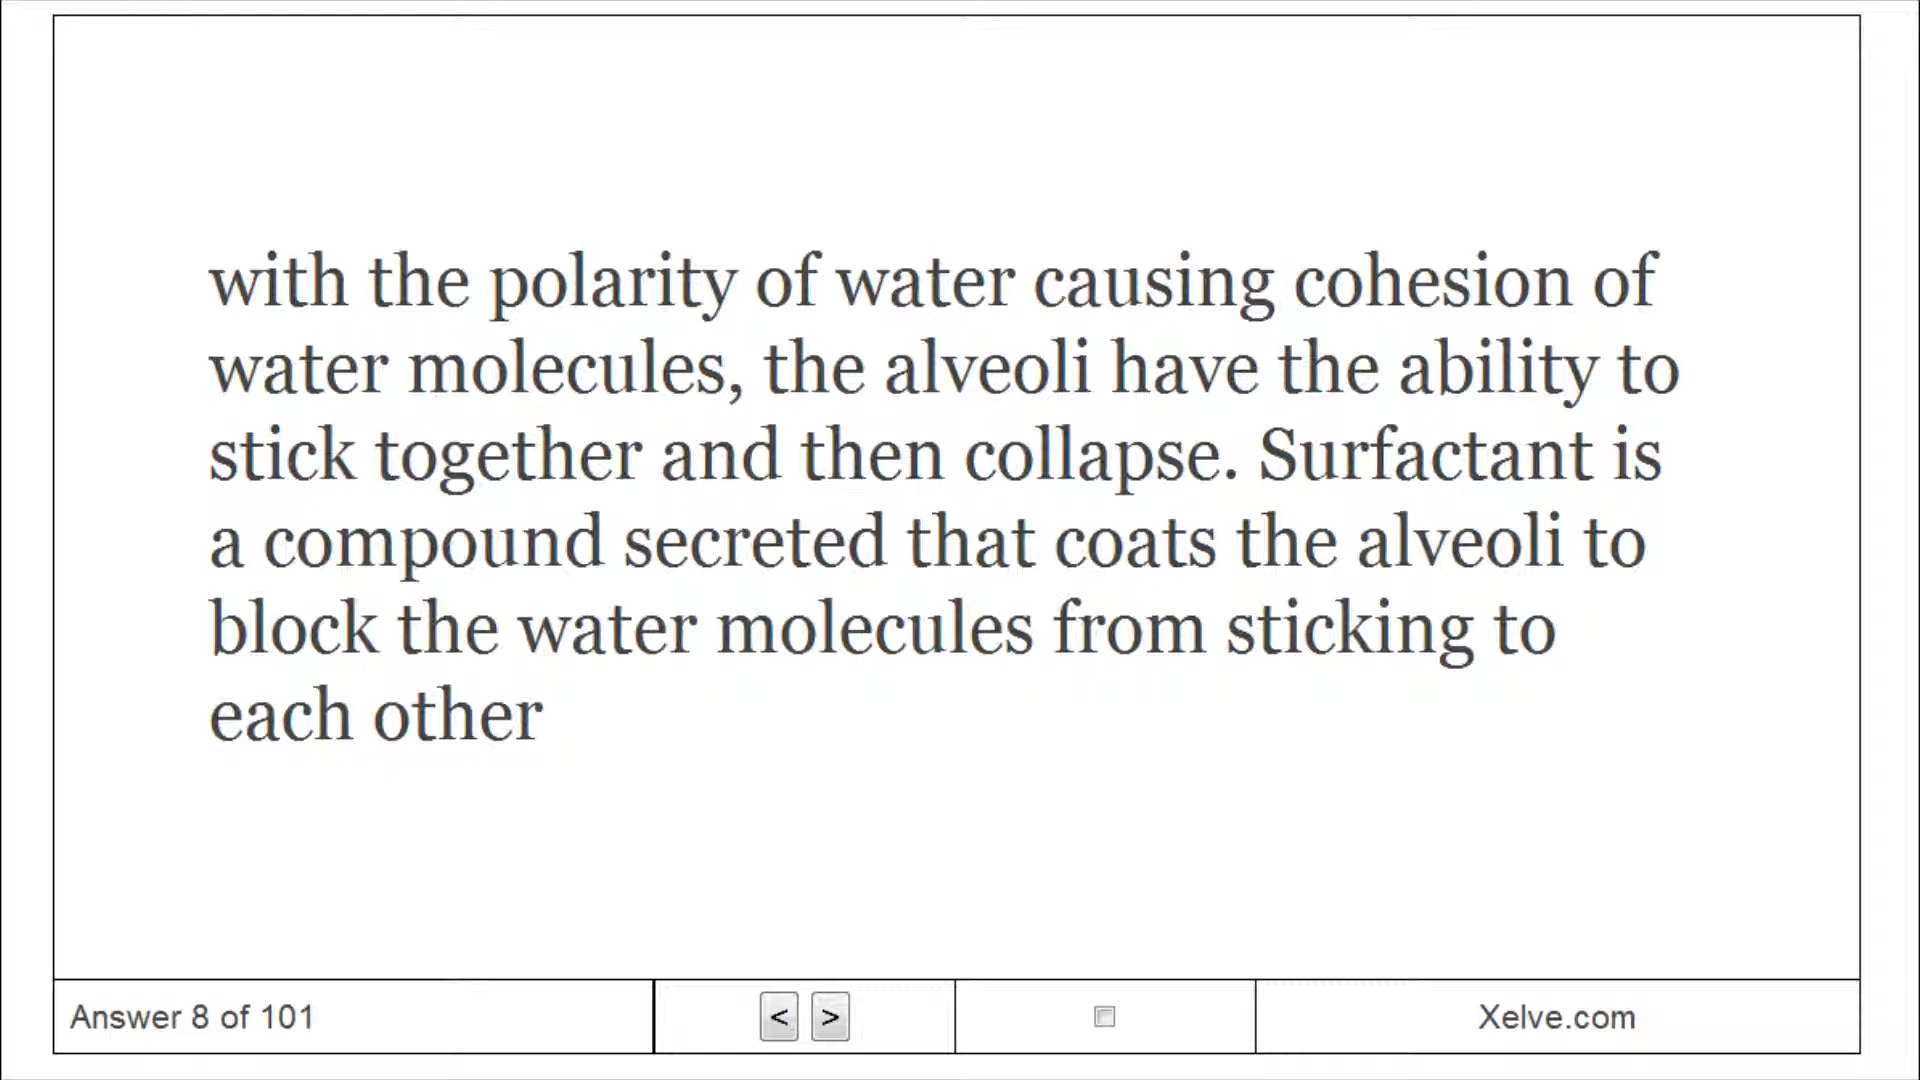 with the polarity of water causing cohesion of
water molecules, the alveoli have the ability to
stick together and then collapse. Surfactant is
a compound secreted that coats the alveoli to
block the water molecules from sticking to
each other
Answer 8 of 101
< >
Xelve.com